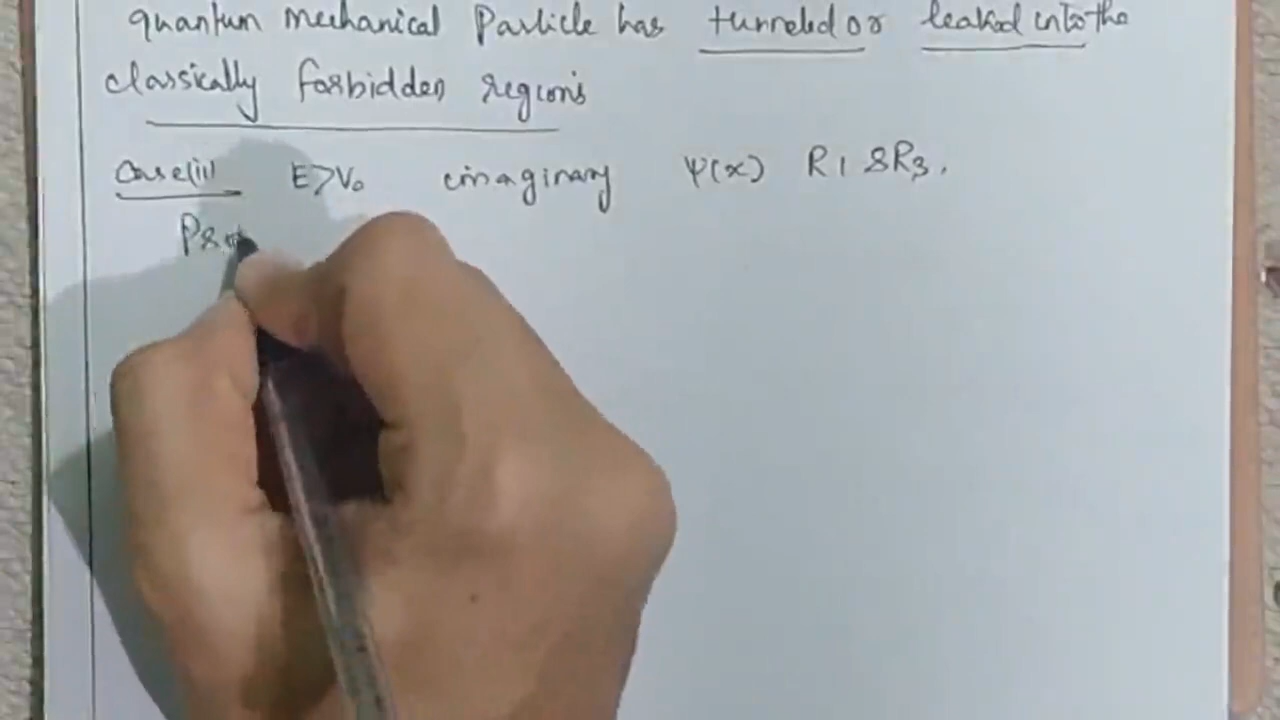 quantum mechanical Particle has tunneled or leaked into the
classically forbidden regions
Case(ii) E>V₀ imaginary Ψ(x) R1 & R3.